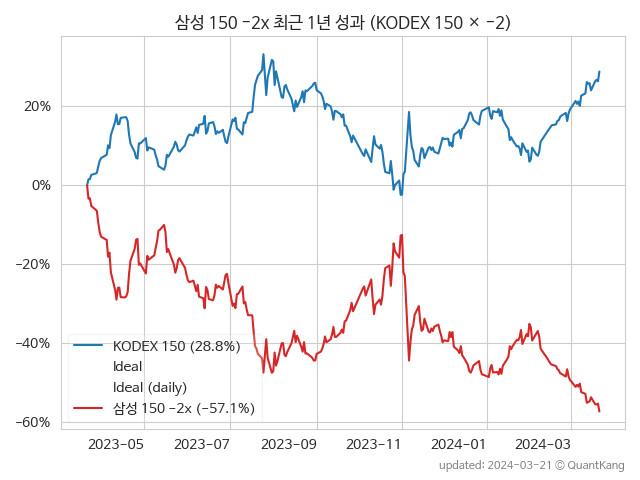 삼성 150 −2x 최근 1년 성과 (KODEX 150 × −2)
20%
0%
−20%
−40%
−60%
KODEX 150 (28.8%)
Ideal
Ideal (daily)
삼성 150 −2x (−57.1%)
2023−05
2023−07
2023−09
2023−11
2024−01
2024−03
updated: 2024−03−21 © QuantKang